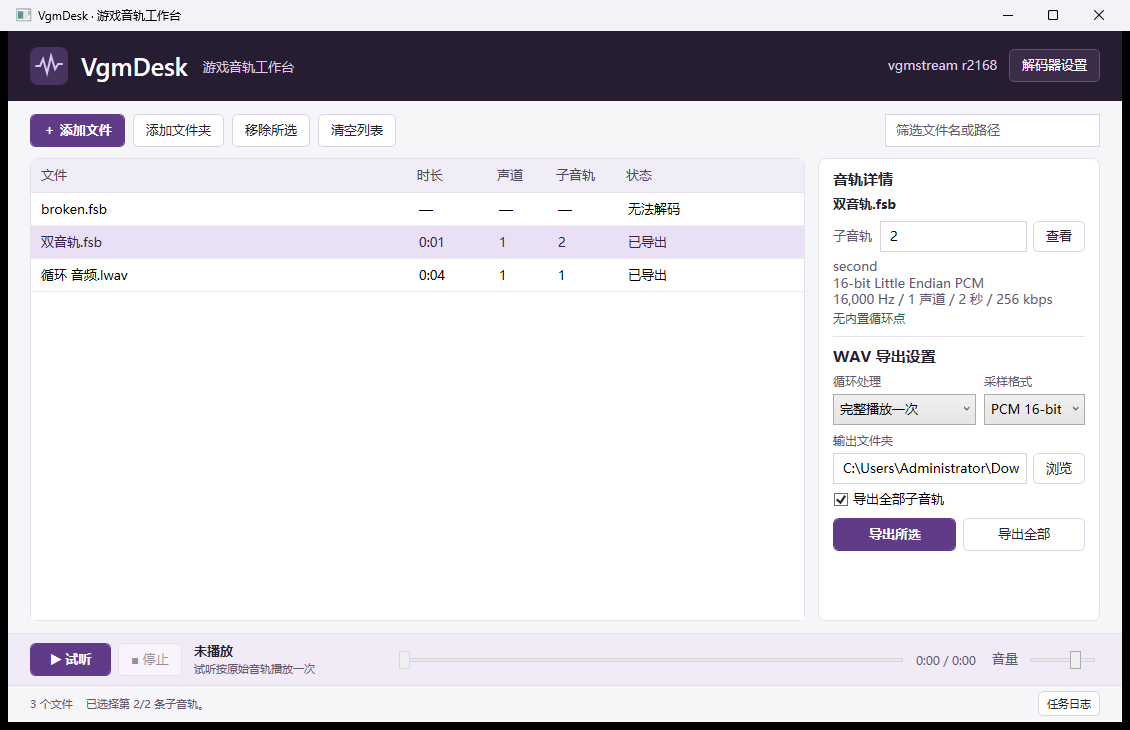 VgmDesk · 游戏音轨工作台
VgmDesk 游戏音轨工作台 vgmstream r2168 解码器设置
+ 添加文件 添加文件夹 移除所选 清空列表 筛选文件名或路径
文件 时长 声道 子音轨 状态
broken.fsb — — — 无法解码
双音轨.fsb 0:01 1 2 已导出
循环 音频.lwav 0:04 1 1 已导出
音轨详情
双音轨.fsb
子音轨 2 查看
second
16-bit Little Endian PCM
16,000 Hz / 1 声道 / 2 秒 / 256 kbps
无内置循环点
WAV 导出设置
循环处理 采样格式
完整播放一次 PCM 16-bit
输出文件夹
C:\Users\Administrator\Dow 浏览
导出全部子音轨
导出所选 导出全部
试听 停止 未播放 0:00 / 0:00 音量
试听按原始音轨播放一次
3 个文件 已选择第 2/2 条子音轨。 任务日志